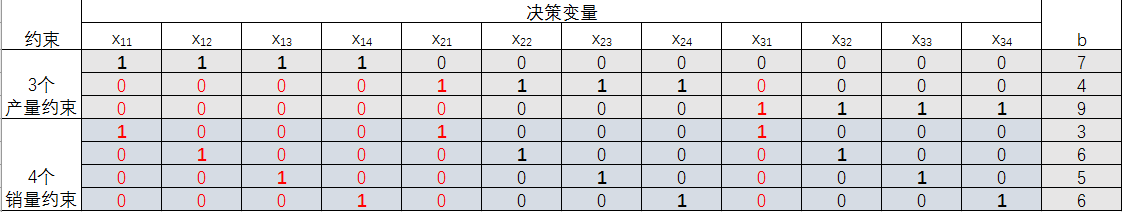 决策变量
约束 x11 x12 x13 x14 x21 x22 x23 x24 x31 x32 x33 x34 b
3个
产量约束
1 1 1 1 0 0 0 0 0 0 0 0 7
0 0 0 0 1 1 1 1 0 0 0 0 4
0 0 0 0 0 0 0 0 1 1 1 1 9
4个
销量约束
1 0 0 0 1 0 0 0 1 0 0 0 3
0 1 0 0 0 1 0 0 0 1 0 0 6
0 0 1 0 0 0 1 0 0 0 1 0 5
0 0 0 1 0 0 0 1 0 0 0 1 6